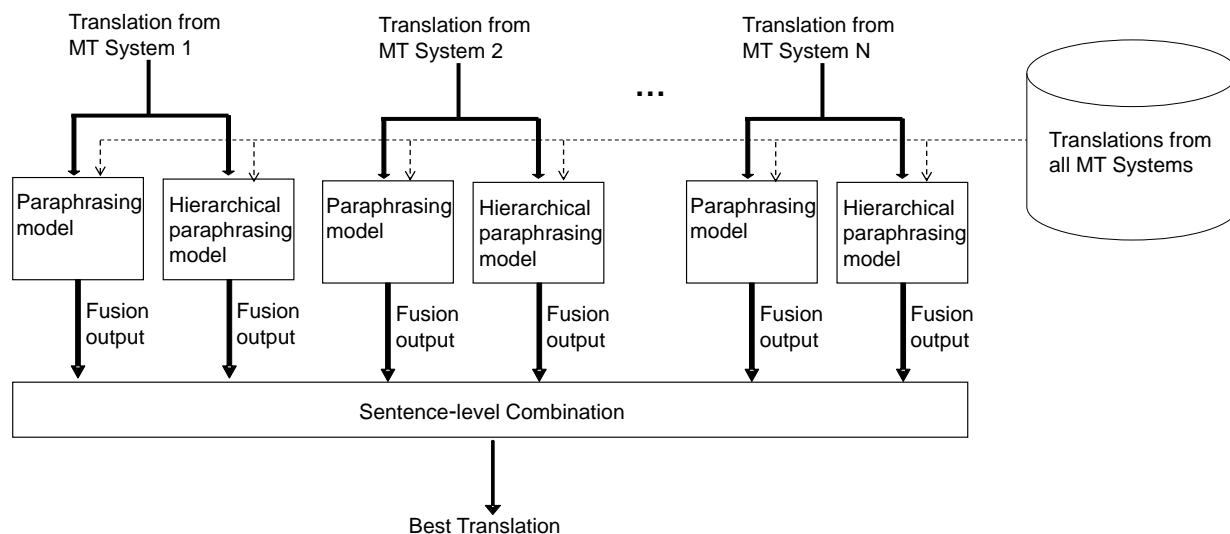 Translation from
MT System 1
Translation from
MT System 2
...
Translation from
MT System N
Translations from
all MT Systems
Paraphrasing
model
Hierarchical
paraphrasing
model
Paraphrasing
model
Hierarchical
paraphrasing
model
Paraphrasing
model
Hierarchical
paraphrasing
model
Fusion
output
Fusion
output
Fusion
output
Fusion
output
Fusion
output
Fusion
output
Sentence-level Combination
Best Translation